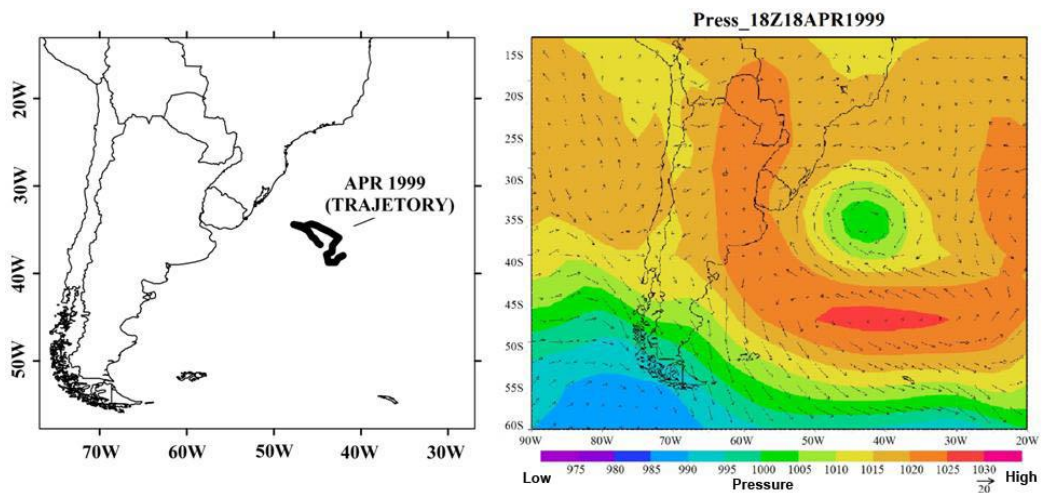 Press_18Z18APR1999
20W
30W
40W
50W
APR 1999
(TRAJETORY)
70W
60W
50W
40W
30W
15S
20S
25S
30S
35S
40S
45S
50S
55S
60S
90W 80W 70W 60W 50W 40W 30W 20W
975 980 985 990 995 1000 1005 1010 1015 1020 1025 1030
Low Pressure High
20